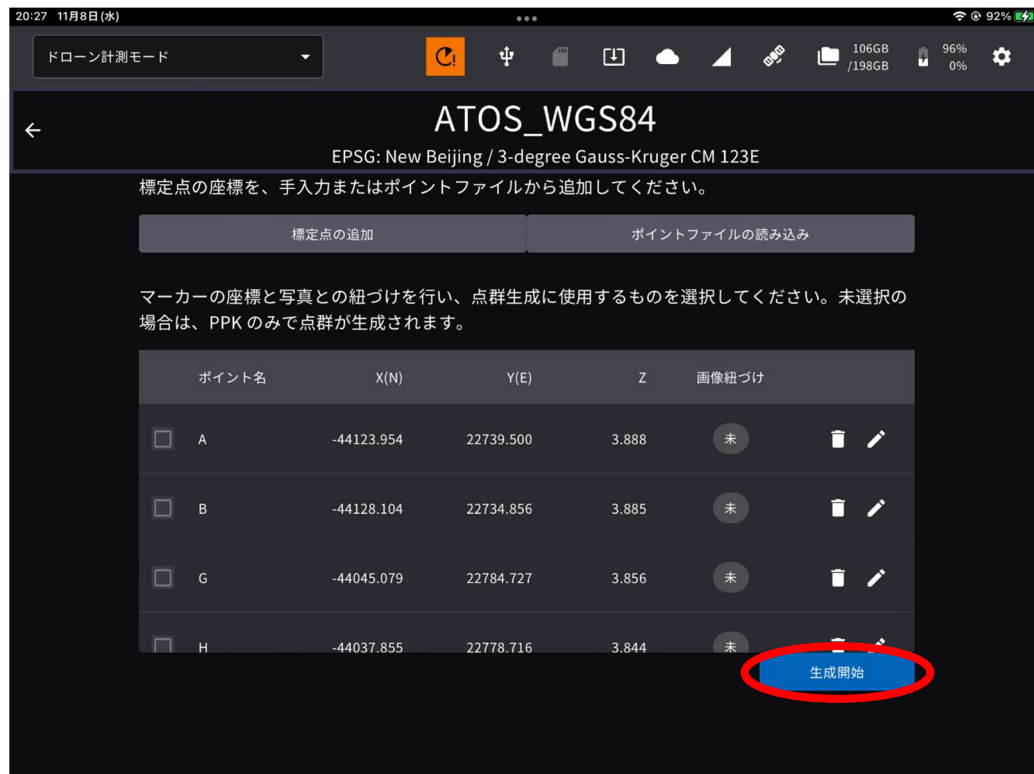 20:27 11月8日(水)
92%
ドローン計測モード
106GB
/198GB
96%
0%
ATOS_WGS84
EPSG: New Beijing / 3-degree Gauss-Kruger CM 123E
標定点の座標を、手入力またはポイントファイルから追加してください。
標定点の追加
ポイントファイルの読み込み
マーカーの座標と写真との紐づけを行い、点群生成に使用するものを選択してください。未選択の
場合は、PPK のみで点群が生成されます。
ポイント名 X(N) Y(E) Z 画像紐づけ
A -44123.954 22739.500 3.888 未
B -44128.104 22734.856 3.885 未
G -44045.079 22784.727 3.856 未
H -44037.855 22778.716 3.844 未
生成開始